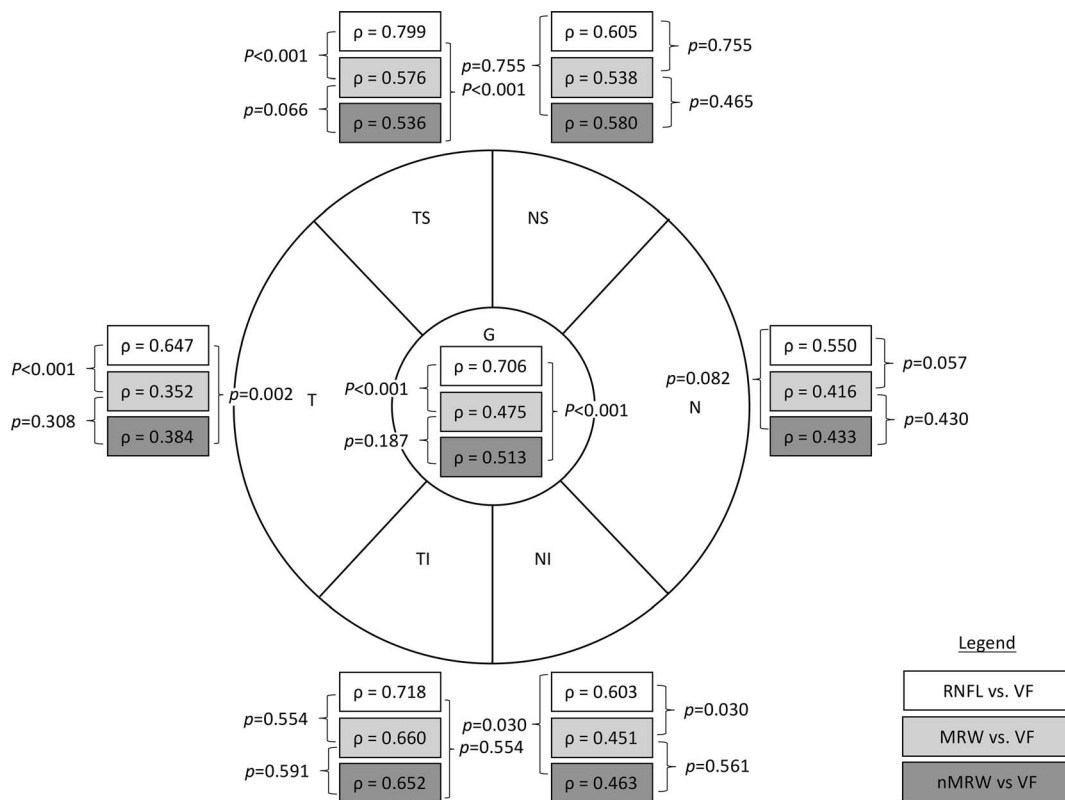 ρ = 0.799
P<0.001
ρ = 0.576
p=0.066
ρ = 0.536
P<0.001
ρ = 0.605
p=0.755
p=0.755
ρ = 0.538
p=0.465
ρ = 0.580
TS
NS
ρ = 0.647
P<0.001
ρ = 0.352
p=0.002
p=0.308
ρ = 0.384
T
G
ρ = 0.706
P<0.001
ρ = 0.475
P<0.001
p=0.187
ρ = 0.513
p=0.082
N
ρ = 0.550
p=0.057
ρ = 0.416
p=0.430
ρ = 0.433
TI
NI
ρ = 0.718
p=0.554
ρ = 0.660
p=0.554
p=0.591
ρ = 0.652
ρ = 0.603
p=0.030
p=0.030
ρ = 0.451
p=0.561
ρ = 0.463
Legend
RNFL vs. VF
MRW vs. VF
nMRW vs VF